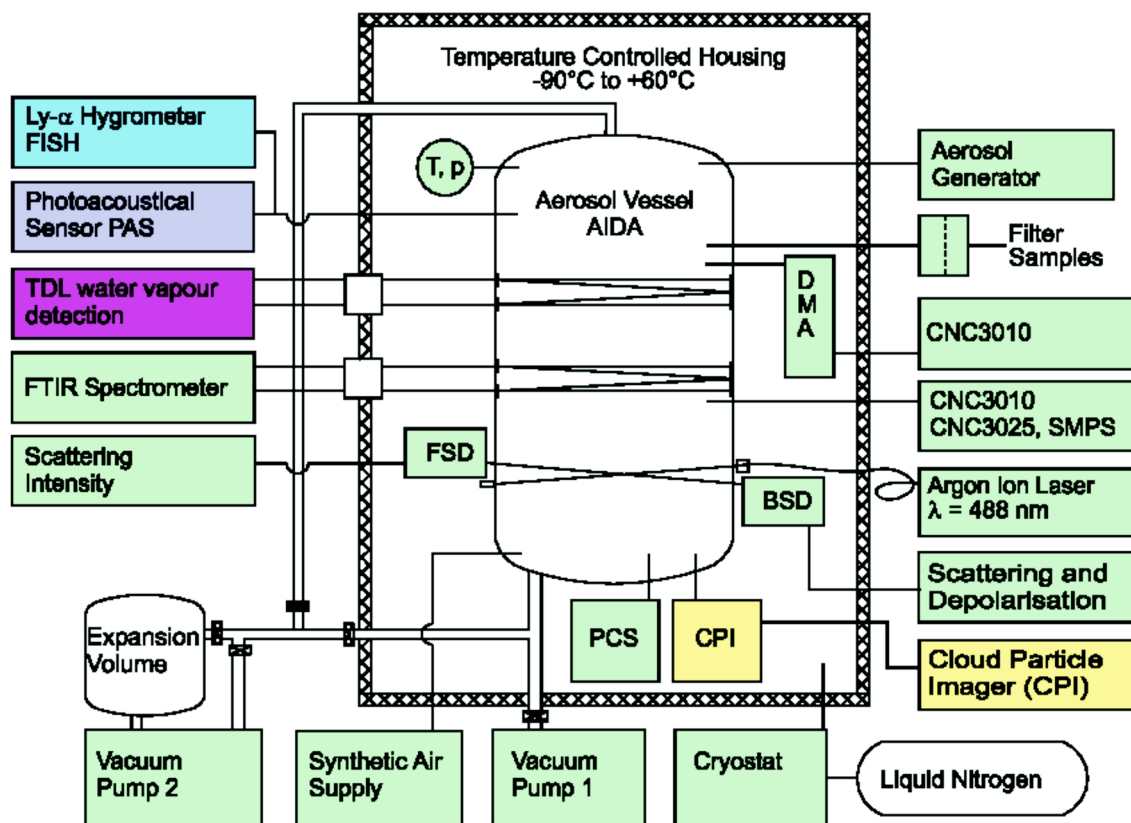 Temperature Controlled Housing
-90°C to +60°C
Ly-α Hygrometer
FISH
Photoacoustical
Sensor PAS
TDL water vapour
detection
FTIR Spectrometer
Scattering
Intensity
T, p
Aerosol Vessel
AIDA
Aerosol
Generator
Filter
Samples
D
M
A
CNC3010
CNC3010
CNC3025, SMPS
FSD
BSD
Argon Ion Laser
λ = 488 nm
Scattering and
Depolarisation
PCS
CPI
Cloud Particle
Imager (CPI)
Expansion
Volume
Vacuum
Pump 2
Synthetic Air
Supply
Vacuum
Pump 1
Cryostat
Liquid Nitrogen